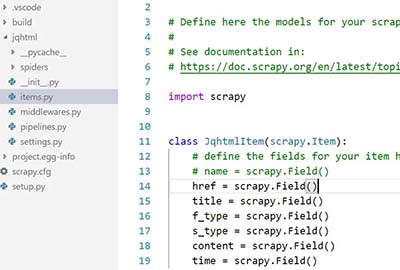 .vscode
build
jqhtml
__pycache__
spiders
__init__.py
items.py
middlewares.py
pipelines.py
settings.py
project.egg-info
scrapy.cfg
setup.py
2
3 # Define here the models for your scrap
4 #
5 # See documentation in:
6 # https://doc.scrapy.org/en/latest/topi
7
8 import scrapy
9
10
11 class JqhtmlItem(scrapy.Item):
12 # define the fields for your item h
13 # name = scrapy.Field()
14 href = scrapy.Field()
15 title = scrapy.Field()
16 f_type = scrapy.Field()
17 s_type = scrapy.Field()
18 content = scrapy.Field()
19 time = scrapy.Field()